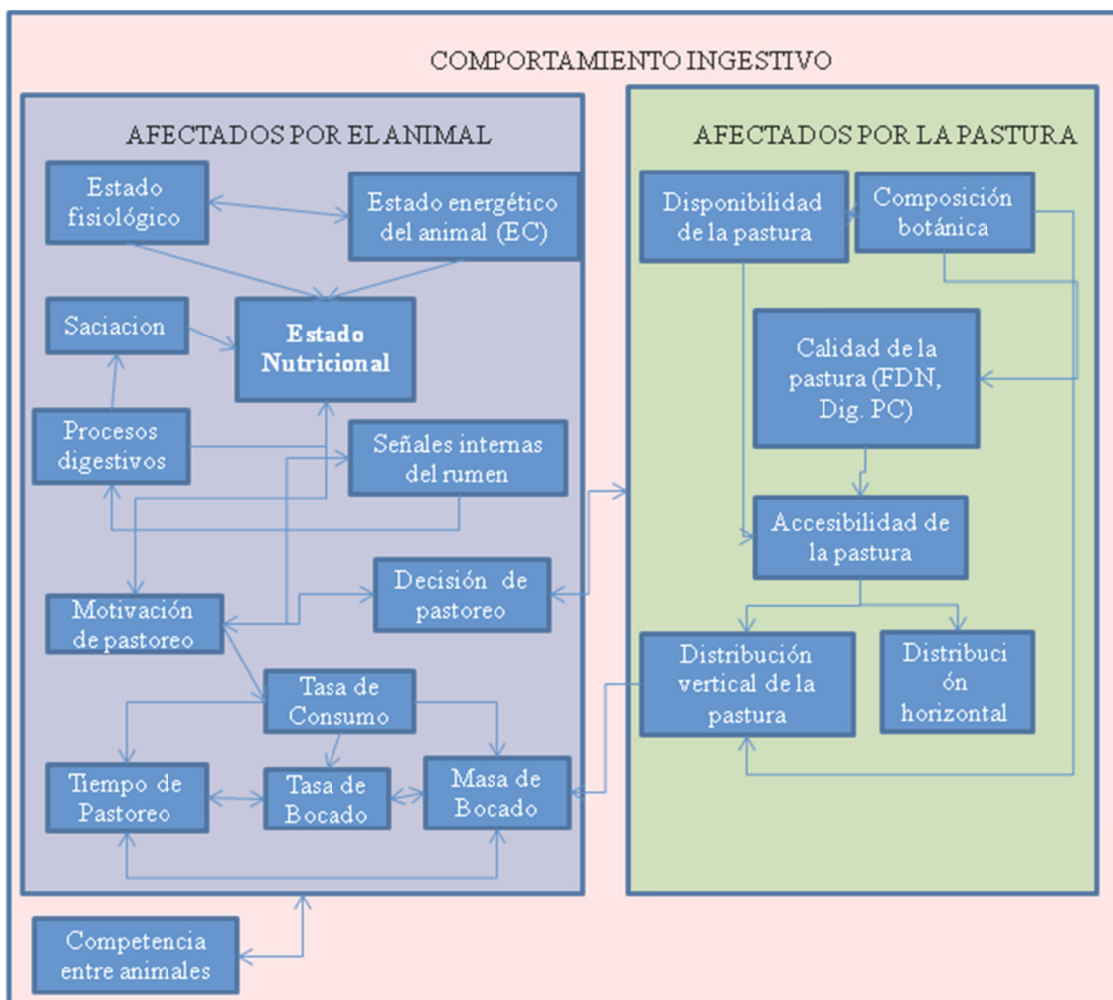 COMPORTAMIENTO INGESTIVO
AFECTADOS POR EL ANIMAL
Estado
fisiológico
Estado energético
del animal (EC)
Saciacion
Estado
Nutricional
Procesos
digestivos
Señales internas
del rumen
Motivación
de pastoreo
Decisión de
pastoreo
Tasa de
Consumo
Tiempo de
Pastoreo
Tasa de
Bocado
Masa de
Bocado
Competencia
entre animales
AFECTADOS POR LA PASTURA
Disponibilidad
de la pastura
Composición
botánica
Calidad de la
pastura (FDN,
Dig. PC)
Accesibilidad de
la pastura
Distribución
vertical de la
pastura
Distribuci
ón
horizontal